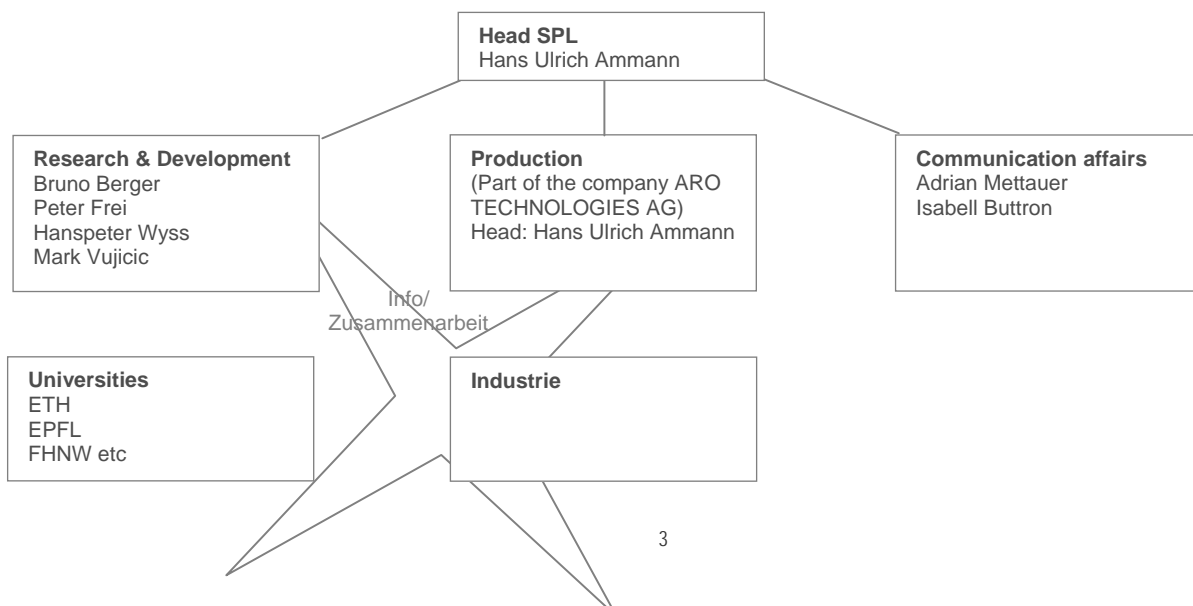 Head SPL
Hans Ulrich Ammann
Research & Development
Bruno Berger
Peter Frei
Hanspeter Wyss
Mark Vujicic
Production
(Part of the company ARO
TECHNOLOGIES AG)
Head: Hans Ulrich Ammann
Communication affairs
Adrian Mettauer
Isabell Buttron
Info/
Zusammenarbeit
Universities
ETH
EPFL
FHNW etc
Industrie
3